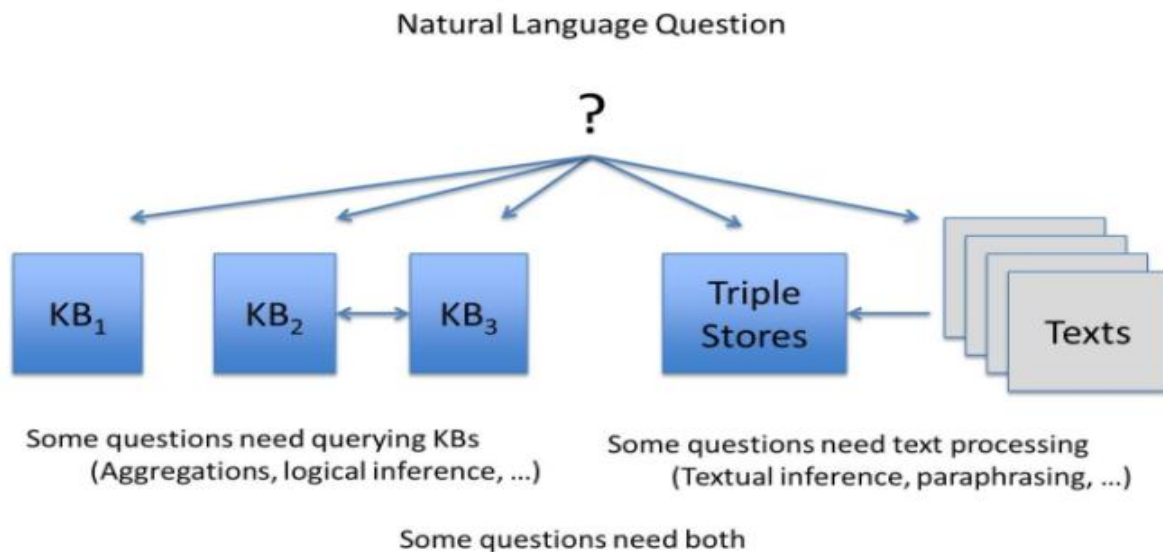 Natural Language Question
?
KB₁
KB₂
KB₃
Triple
Stores
Texts
Some questions need querying KBs
(Aggregations, logical inference, ...)
Some questions need text processing
(Textual inference, paraphrasing, ...)
Some questions need both